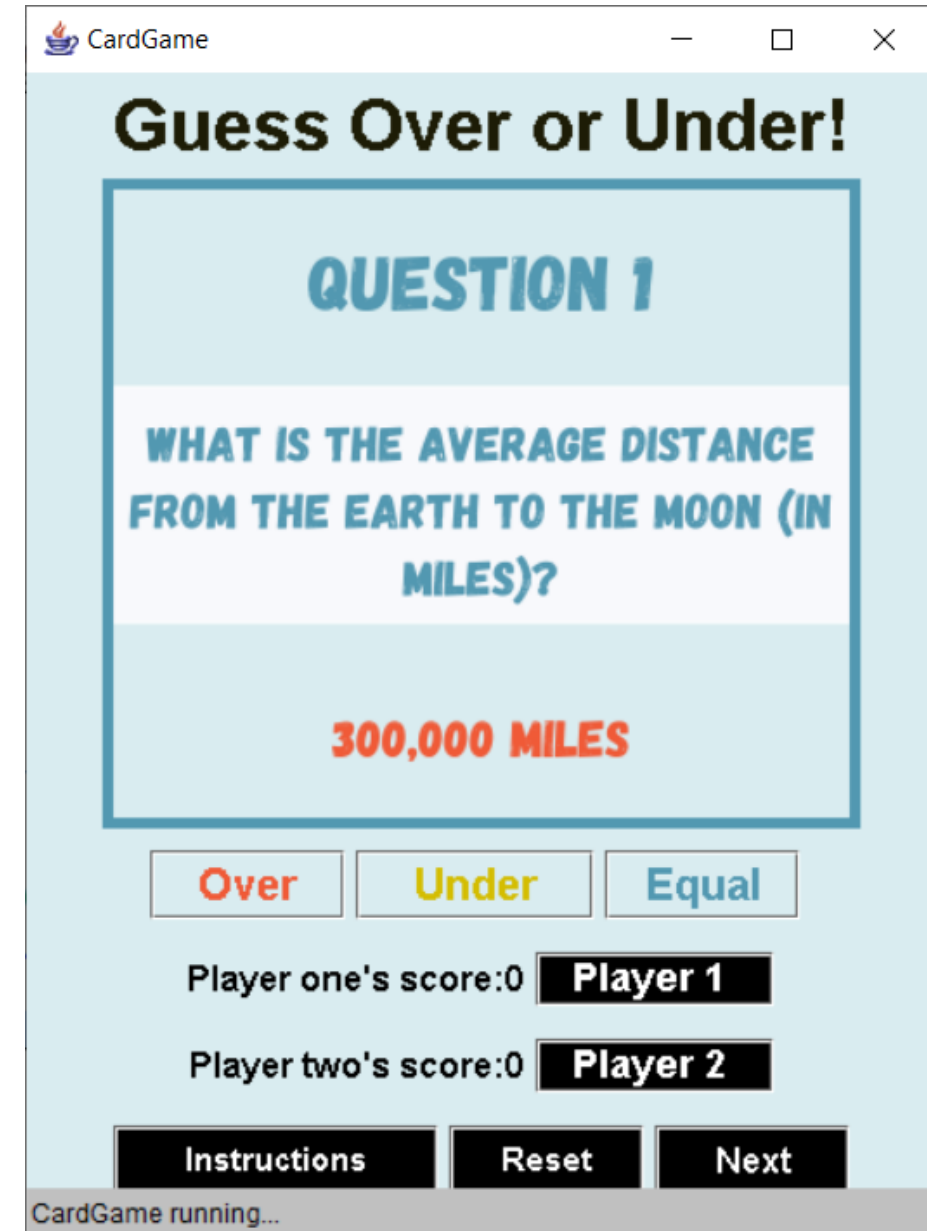 CardGame
Guess Over or Under!
QUESTION 1
WHAT IS THE AVERAGE DISTANCE
FROM THE EARTH TO THE MOON (IN
MILES)?
300,000 MILES
Over Under Equal
Player one's score:0 Player 1
Player two's score:0 Player 2
Instructions Reset Next
CardGame running...